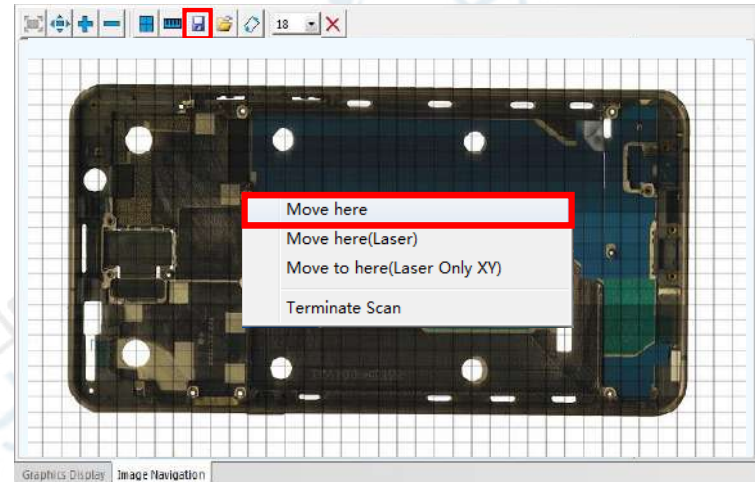 18
Move here
Move here(Laser)
Move to here(Laser Only XY)
Terminate Scan
Graphics Display
Image Navigation